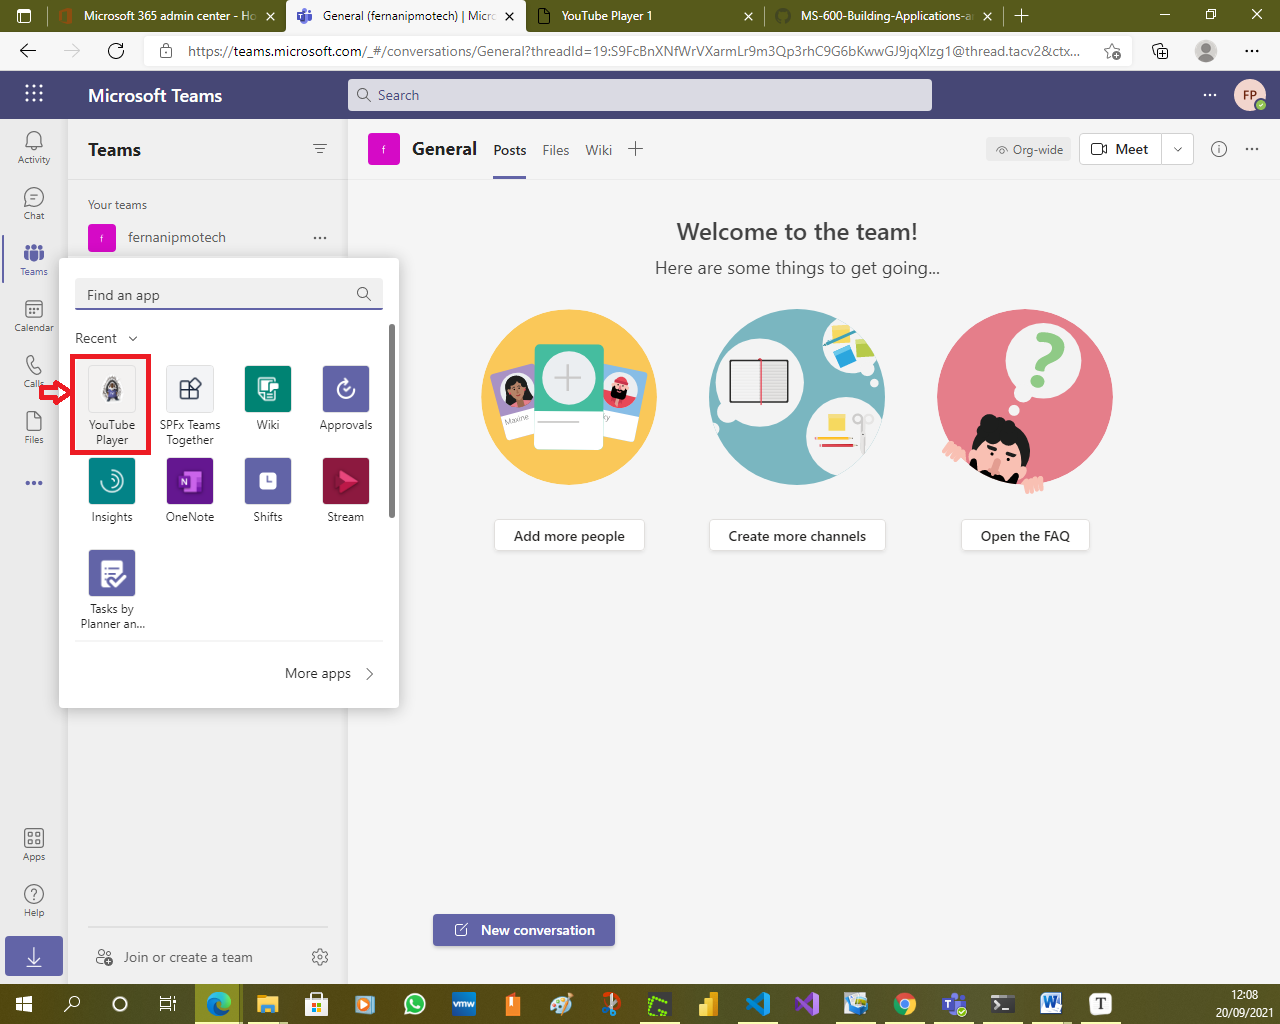 Microsoft 365 admin center - Ho
General (fernanipmotech) | Micro
YouTube Player 1
MS-600-Building-Applications-an
https://teams.microsoft.com/_#/conversations/General?threadId=19:S9FcBnXNfWrVXarmLr9m3Qp3rhC9G6bKwwGJ9jqXlzg1@thread.tacv2&ctx...
Microsoft Teams
Search
FP
Activity
Chat
Teams
Calendar
Calls
Files
Apps
Help
Teams
Your teams
f
fernanipmotech
Find an app
Recent
YouTube
Player
SPFx Teams
Together
Wiki
Approvals
Insights
OneNote
Shifts
Stream
Tasks by
Planner an...
More apps
Join or create a team
f
General
Posts
Files
Wiki
Org-wide
Meet
Welcome to the team!
Here are some things to get going...
Maxine
Add more people
Create more channels
Open the FAQ
New conversation
vmw
12:08
20/09/2021